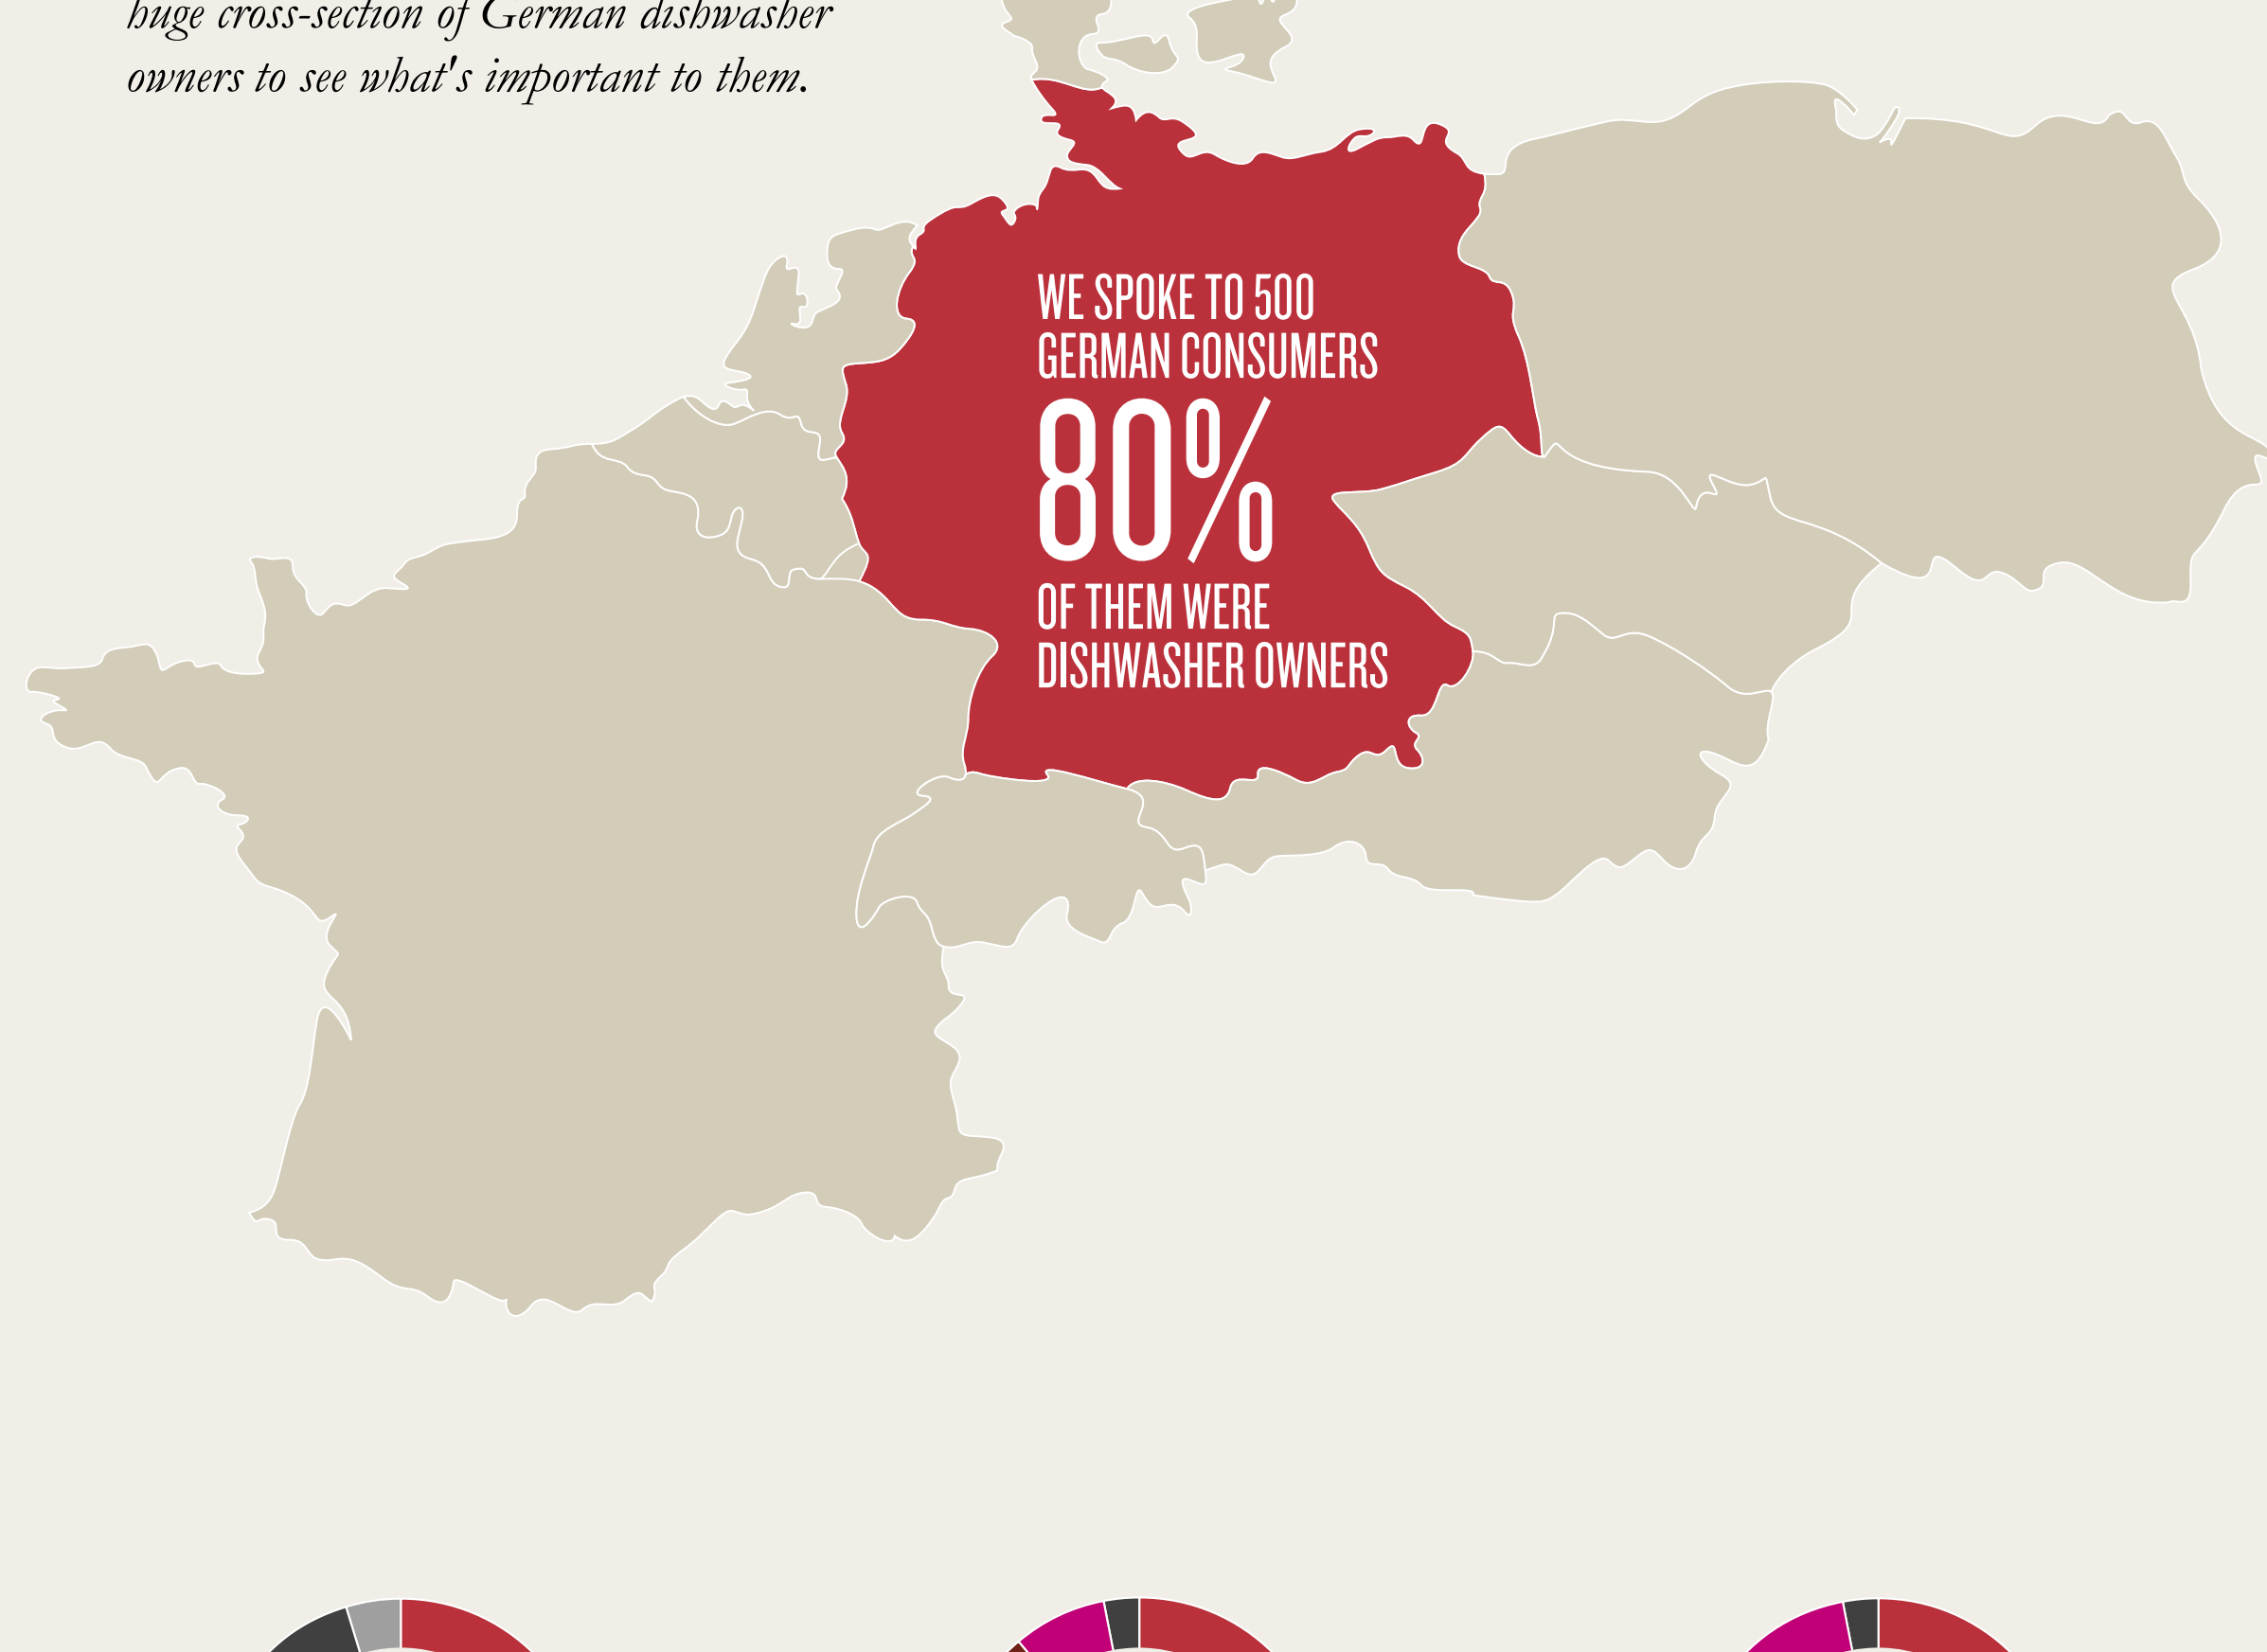 huge cross-section of German dishwasher
owners to see what's important to them.
WE SPOKE TO 500
GERMAN CONSUMERS
80%
OF THEM WERE
DISHWASHER OWNERS